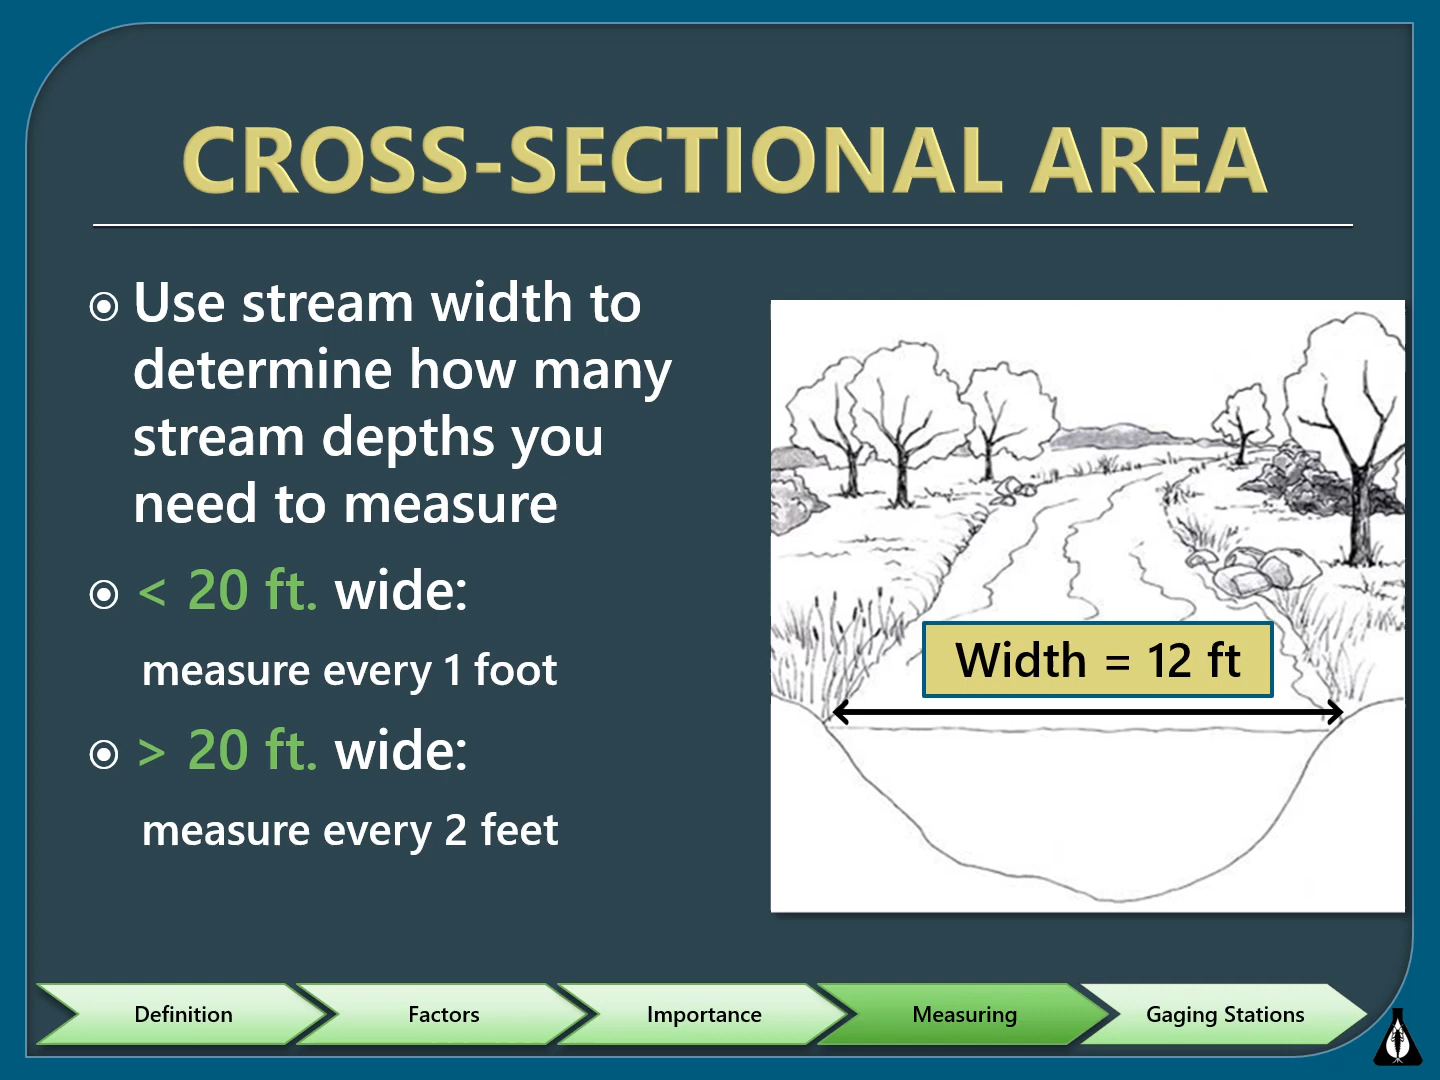 CROSS-SECTIONAL AREA
Use stream width to
determine how many
stream depths you
need to measure
< 20 ft. wide:
measure every 1 foot
> 20 ft. wide:
measure every 2 feet
Width = 12 ft
Definition
Factors
Importance
Measuring
Gaging Stations